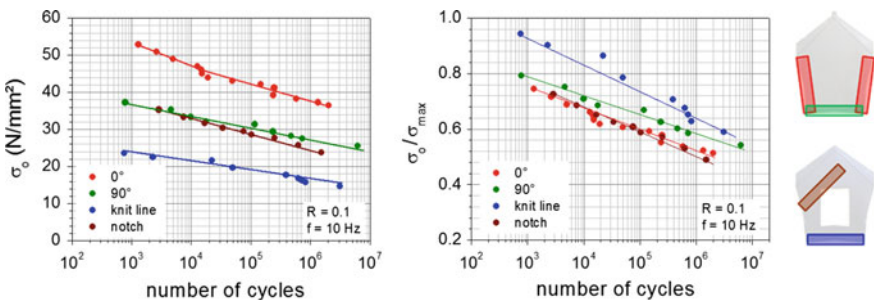 σₒ (N/mm²)
60
50
40
30
20
10
0
0°
90°
knit line
notch
R = 0.1
f = 10 Hz
10² 10³ 10⁴ 10⁵ 10⁶ 10⁷
number of cycles
σₒ/σₘₐₓ
1.0
0.8
0.6
0.4
0.2
0°
90°
knit line
notch
R = 0.1
f = 10 Hz
10² 10³ 10⁴ 10⁵ 10⁶ 10⁷
number of cycles